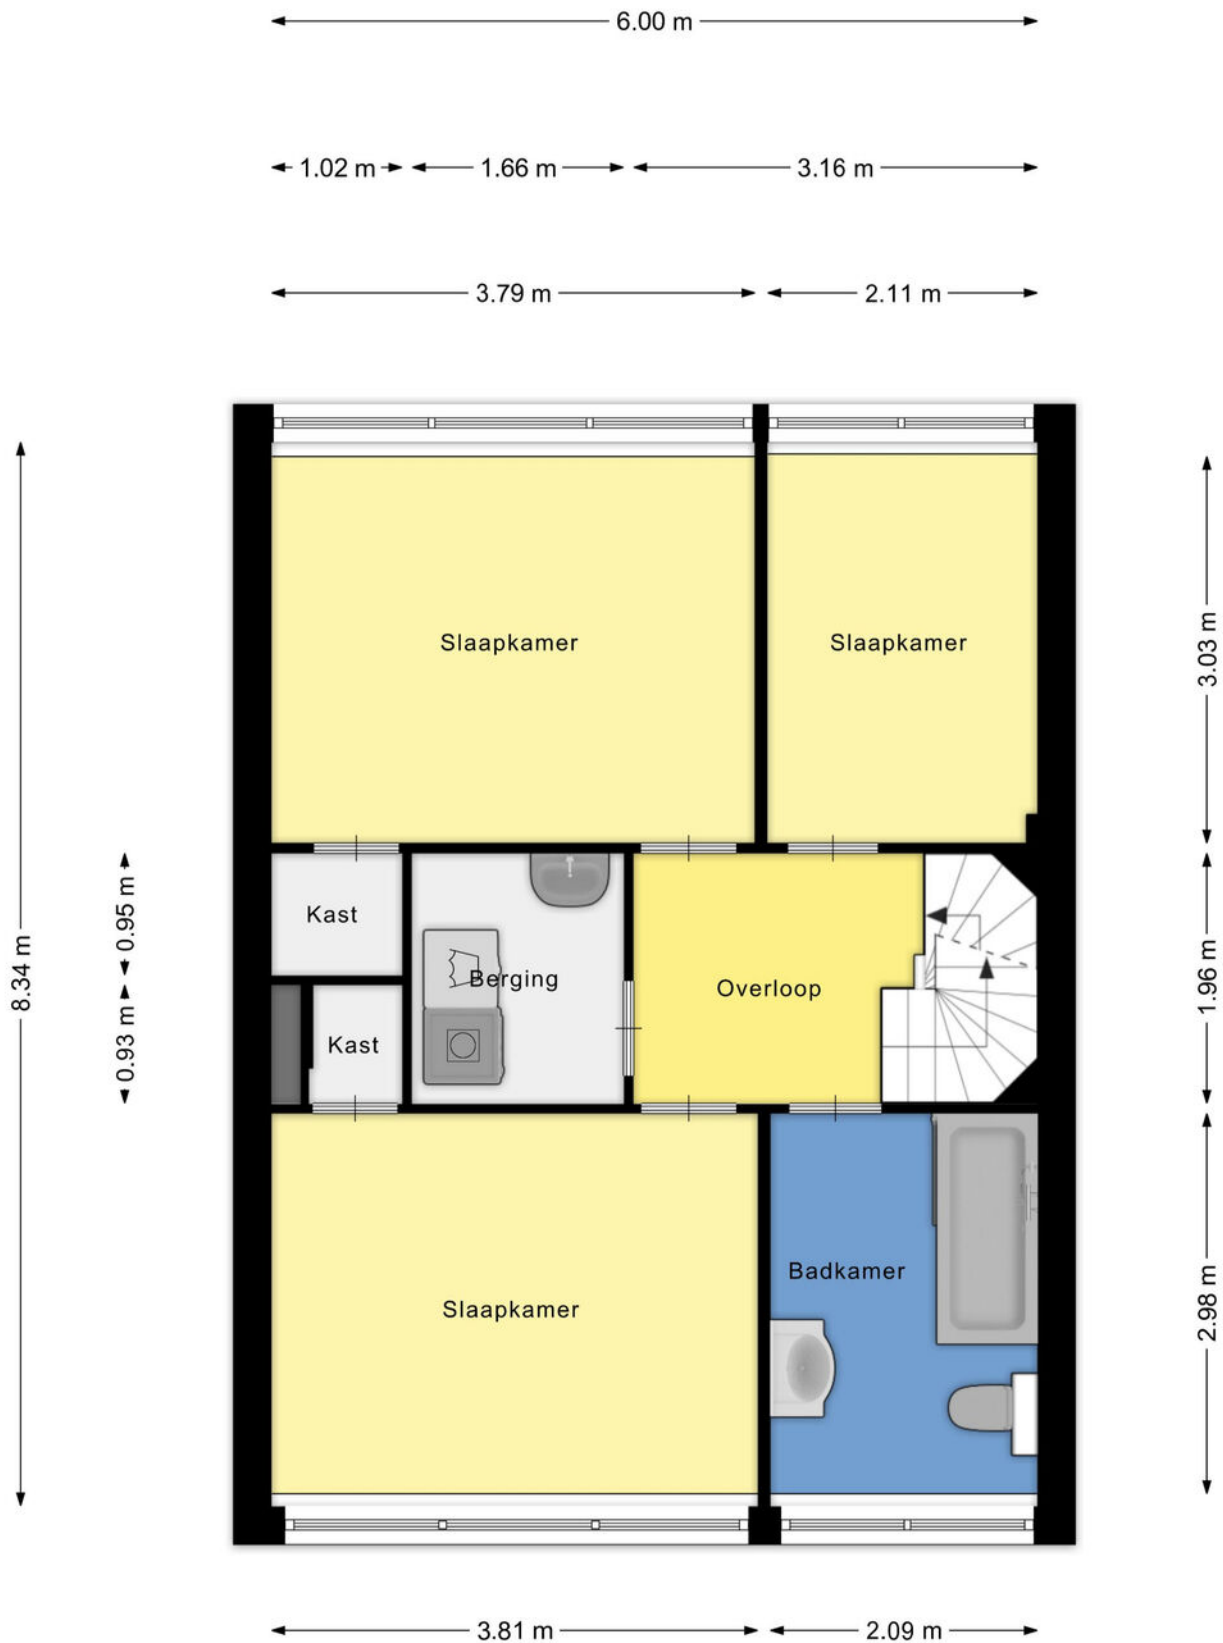 6.00 m
1.02 m
1.66 m
3.16 m
3.79 m
2.11 m
Slaapkamer
Slaapkamer
3.03 m
Kast
0.95 m
Berging
Overloop
8.34 m
1.96 m
Kast
0.93 m
Badkamer
Slaapkamer
2.98 m
3.81 m
2.09 m